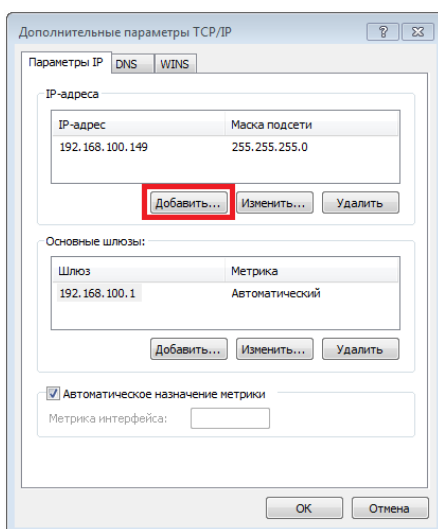 Дополнительные параметры TCP/IP
Параметры IP DNS WINS
IP-адреса
IP-адрес Маска подсети
192.168.100.149 255.255.255.0
Добавить... Изменить... Удалить
Основные шлюзы:
Шлюз Метрика
192.168.100.1 Автоматический
Добавить... Изменить... Удалить
Автоматическое назначение метрики
Метрика интерфейса:
ОК Отмена